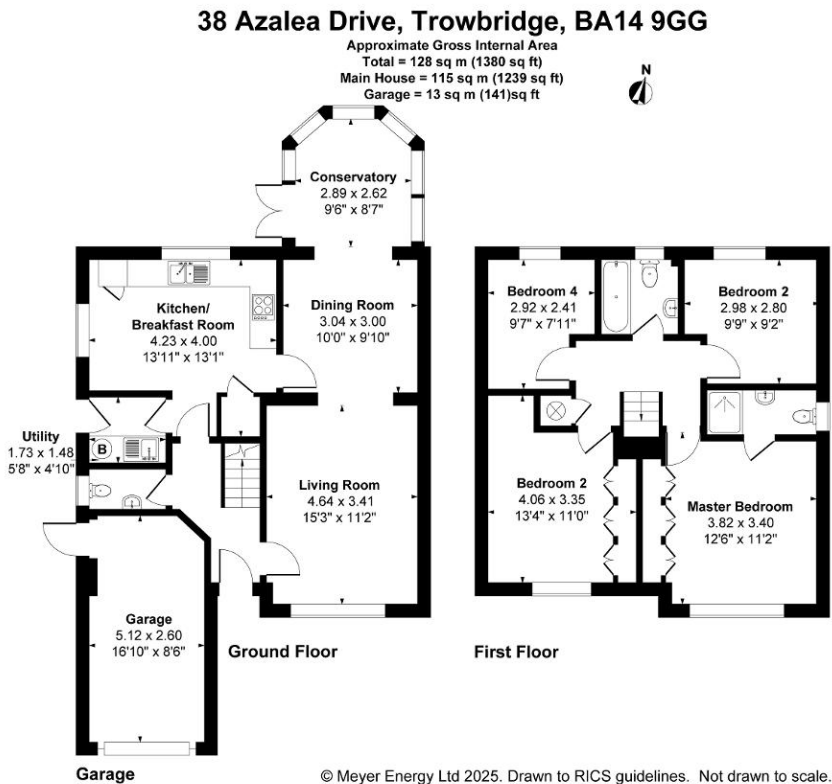 38 Azalea Drive, Trowbridge, BA14 9GG
Approximate Gross Internal Area
Total = 128 sq m (1380 sq ft)
Main House = 115 sq m (1239 sq ft)
Garage = 13 sq m (141)sq ft
N
Conservatory
2.89 x 2.62
9'6" x 8'7"
Kitchen/
Breakfast Room
4.23 x 4.00
13'11" x 13'1"
Dining Room
3.04 x 3.00
10'0" x 9'10"
Utility
1.73 x 1.48
5'8" x 4'10"
B
Living Room
4.64 x 3.41
15'3" x 11'2"
Garage
5.12 x 2.60
16'10" x 8'6"
Ground Floor
Garage
Bedroom 4
2.92 x 2.41
9'7" x 7'11"
Bedroom 2
2.98 x 2.80
9'9" x 9'2"
Bedroom 2
4.06 x 3.35
13'4" x 11'0"
Master Bedroom
3.82 x 3.40
12'6" x 11'2"
First Floor
© Meyer Energy Ltd 2025. Drawn to RICS guidelines. Not drawn to scale.